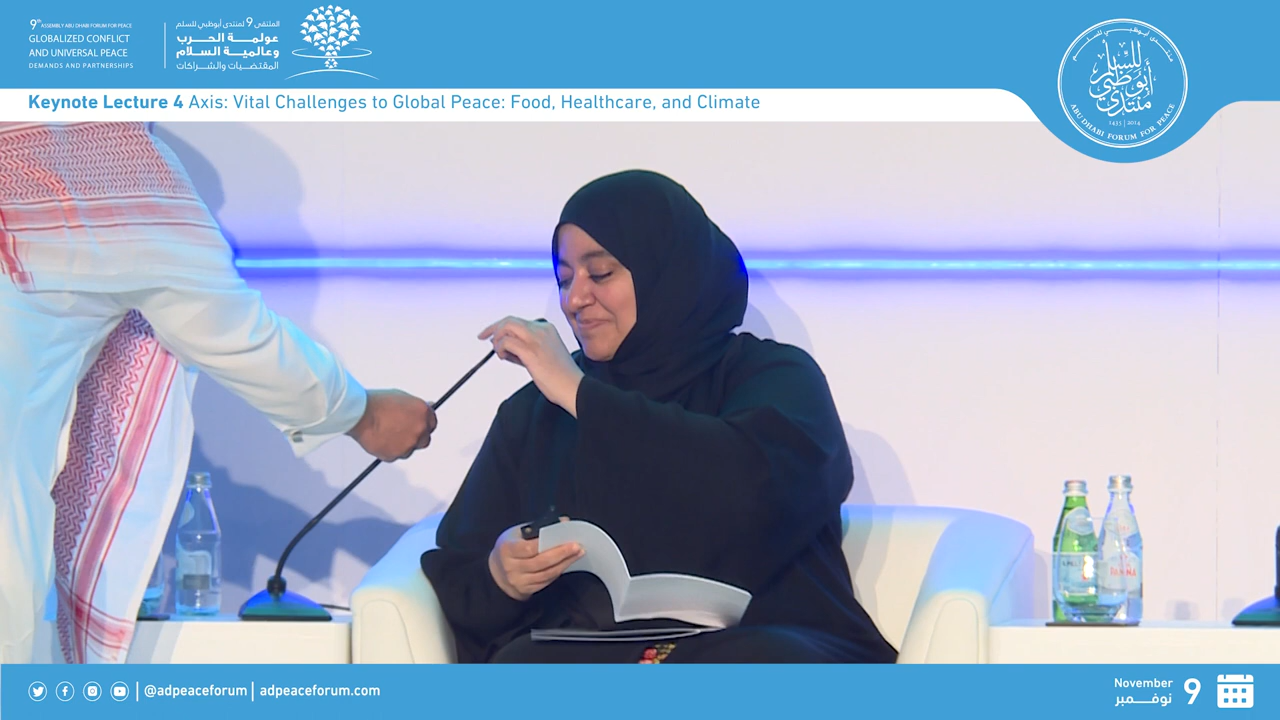 9th ASSEMBLY ABU DHABI FORUM FOR PEACE
GLOBALIZED CONFLICT
AND UNIVERSAL PEACE
DEMANDS AND PARTNERSHIPS
الملتقى 9 لمنتدى أبوظبي للسلم
عولمة الحرب
وعالمية السلام
المقتضيات والشراكات
منتدى أبوظبي للسلم
ABU DHABI FORUM FOR PEACE
1435 | 2014
Keynote Lecture 4 Axis: Vital Challenges to Global Peace: Food, Healthcare, and Climate
@adpeaceforum | adpeaceforum.com
November
نوفمبر
9